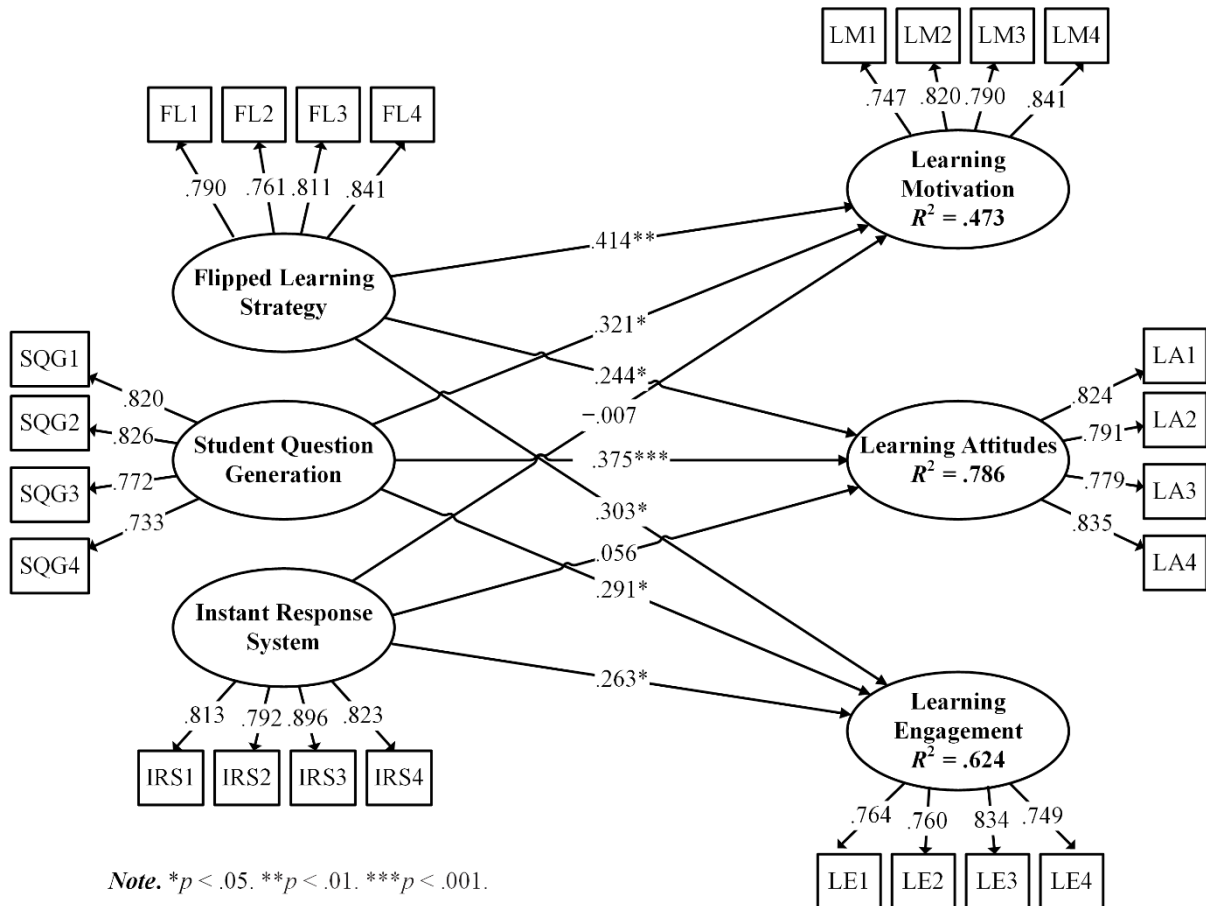 LM1 LM2 LM3 LM4
.747 .820 .790 .841
Learning
Motivation
R² = .473
FL1 FL2 FL3 FL4
.790 .761 .811 .841
Flipped Learning
Strategy
.414**
.321*
.244*
−.007
.375***
.303*
.056
.291*
.263*
SQG1
SQG2
SQG3
SQG4
.820
.826
.772
.733
Student Question
Generation
Learning Attitudes
R² = .786
.824
.791
.779
.835
LA1
LA2
LA3
LA4
Instant Response
System
.813 .792 .896 .823
IRS1 IRS2 IRS3 IRS4
Learning
Engagement
R² = .624
.764 .760 834 .749
LE1 LE2 LE3 LE4
Note. *p < .05. **p < .01. ***p < .001.